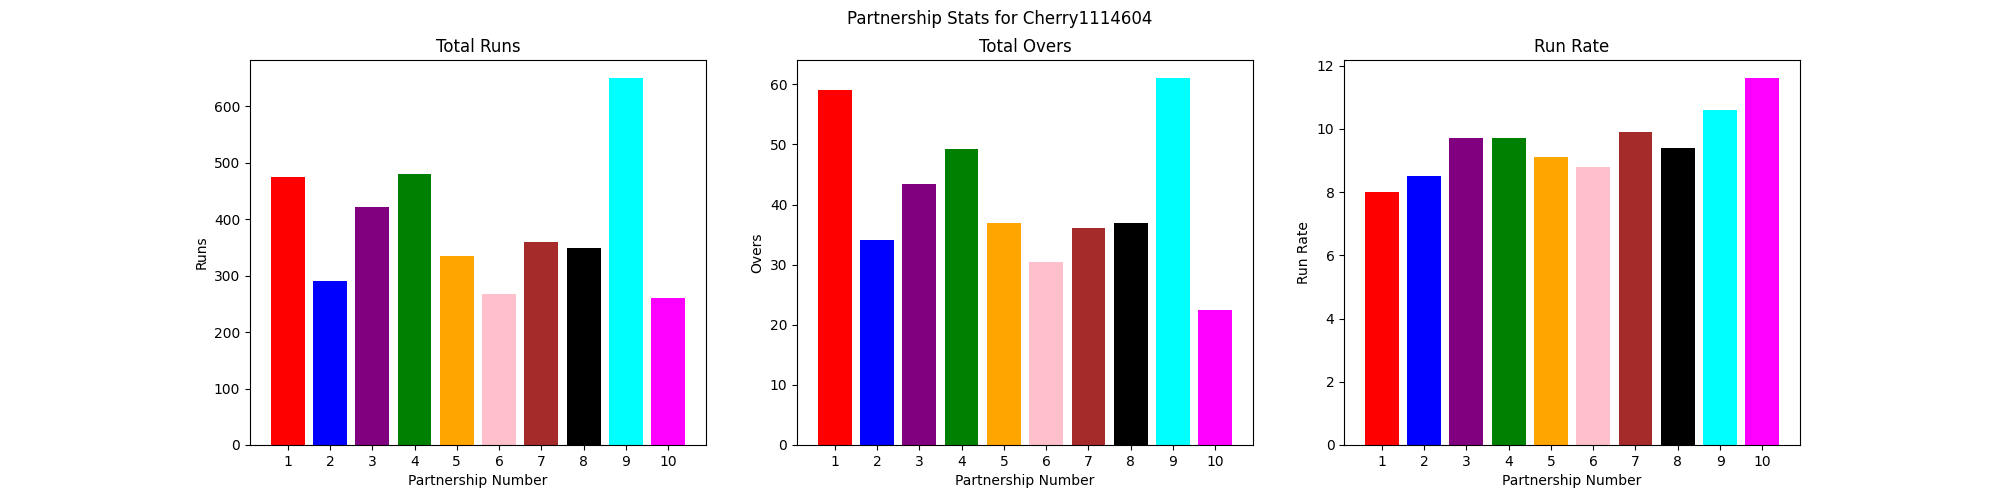 Partnership Stats for Cherry1114604
Total Runs
Runs
600
500
400
300
200
100
0
1 2 3 4 5 6 7 8 9 10
Partnership Number
Total Overs
Overs
60
50
40
30
20
10
0
1 2 3 4 5 6 7 8 9 10
Partnership Number
Run Rate
Run Rate
12
10
8
6
4
2
0
1 2 3 4 5 6 7 8 9 10
Partnership Number